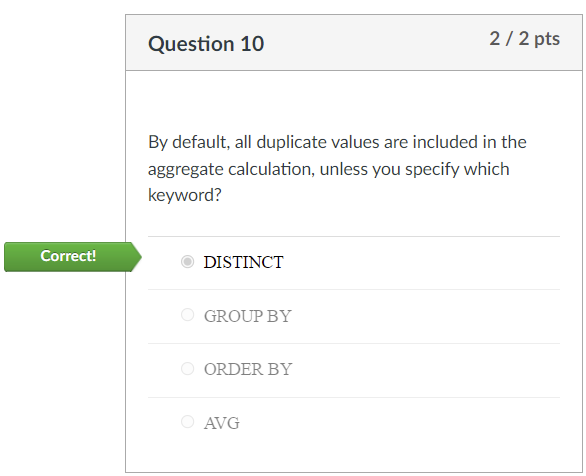 Question 10
2 / 2 pts
By default, all duplicate values are included in the
aggregate calculation, unless you specify which
keyword?
Correct!
DISTINCT
GROUP BY
ORDER BY
AVG